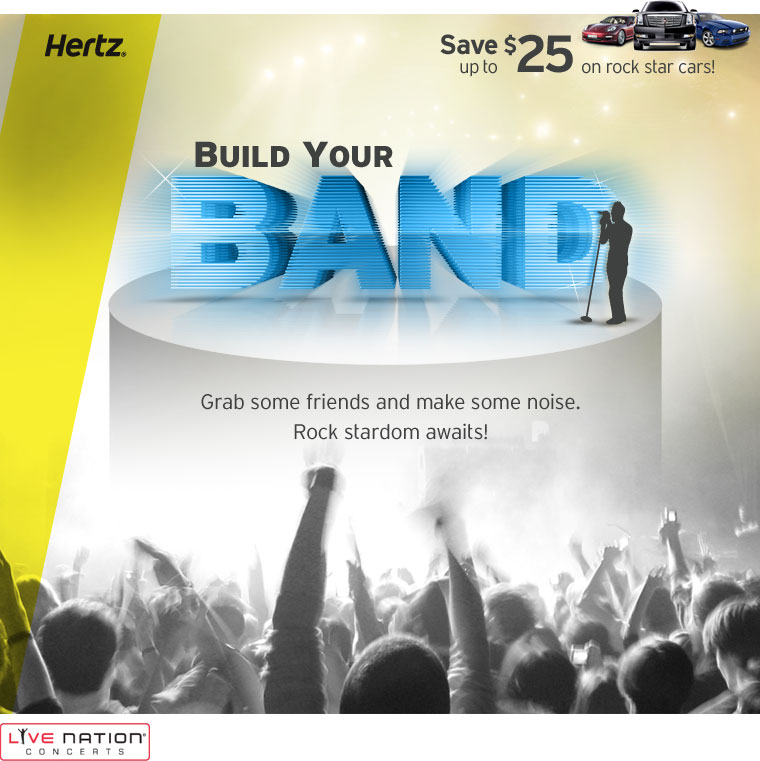 Hertz®
Save up to $25 on rock star cars!
BUILD YOUR
BAND
Grab some friends and make some noise.
Rock stardom awaits!
LIVE NATION®
CONCERTS